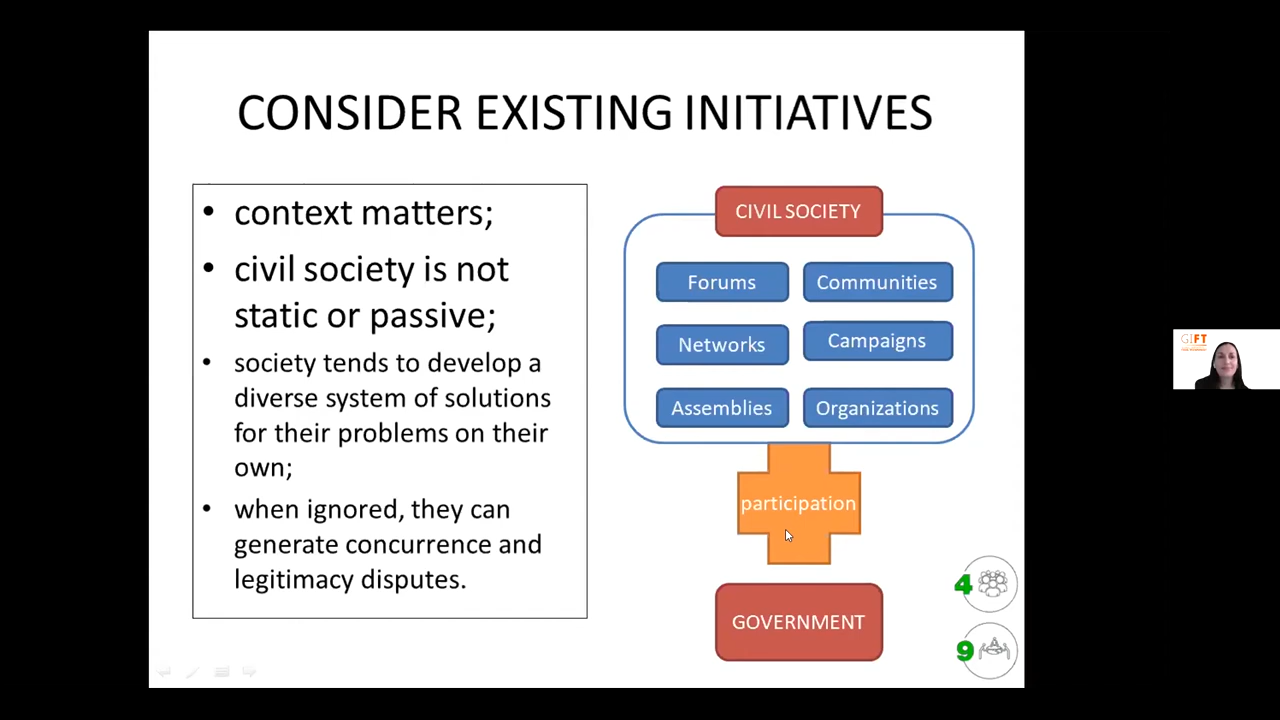 CONSIDER EXISTING INITIATIVES
• context matters;
• civil society is not
static or passive;
• society tends to develop a
diverse system of solutions
for their problems on their
own;
• when ignored, they can
generate concurrence and
legitimacy disputes.
CIVIL SOCIETY
Forums
Communities
Networks
Campaigns
Assemblies
Organizations
participation
GOVERNMENT
4
9
GIFT